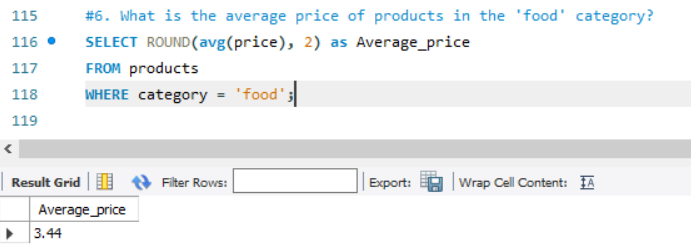 115 #6. What is the average price of products in the 'food' category?
116 SELECT ROUND(avg(price), 2) as Average_price
117 FROM products
118 WHERE category = 'food';
119
Result Grid Filter Rows: Export: Wrap Cell Content: IA
Average_price
3.44